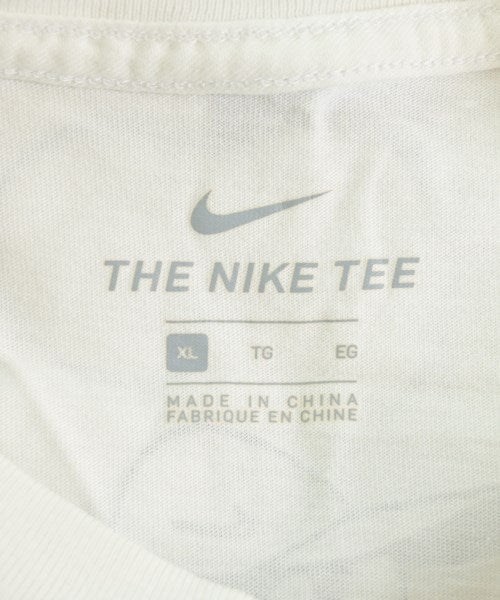 THE NIKE TEE
XL TG EG
MADE IN CHINA
FABRIQUE EN CHINE